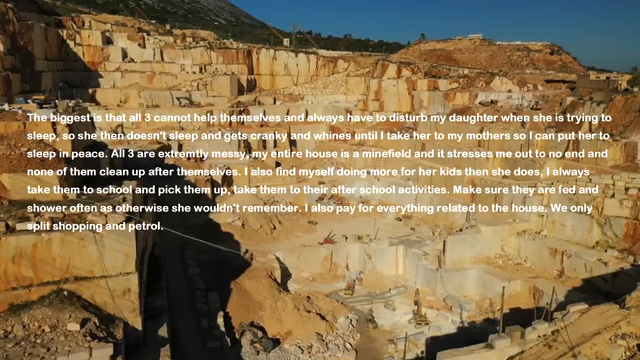 The biggest is that all 3 cannot help themselves and always have to disturb my daughter when she is trying to
sleep, so she then doesn't sleep and gets cranky and whines until I take her to my mothers so I can put her to
sleep in peace. All 3 are extremtly messy, my entire house is a minefield and it stresses me out to no end and
none of them clean up after themselves. I also find myself doing more for her kids then she does, I always
take them to school and pick them up, take them to their after school activities. Make sure they are fed and
shower often as otherwise she wouldn't remember. I also pay for everything related to the house. We only
split shopping and petrol.